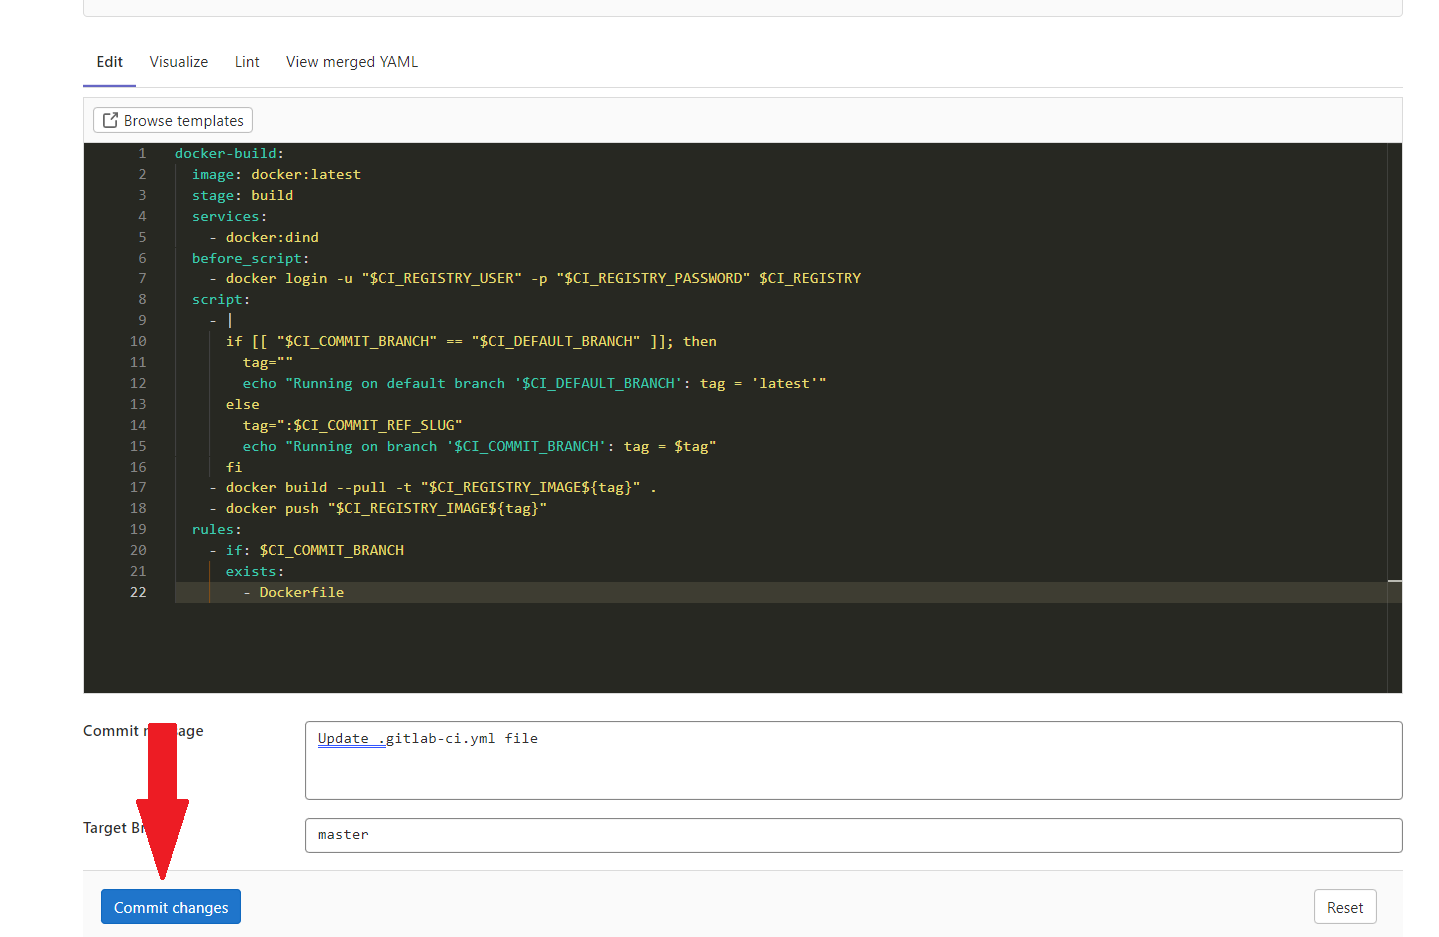 Edit Visualize Lint View merged YAML
Browse templates
1 docker-build:
2 image: docker:latest
3 stage: build
4 services:
5 - docker:dind
6 before_script:
7 - docker login -u "$CI_REGISTRY_USER" -p "$CI_REGISTRY_PASSWORD" $CI_REGISTRY
8 script:
9 - |
10 if [[ "$CI_COMMIT_BRANCH" == "$CI_DEFAULT_BRANCH" ]]; then
11 tag=""
12 echo "Running on default branch '$CI_DEFAULT_BRANCH': tag = 'latest'"
13 else
14 tag=":$CI_COMMIT_REF_SLUG"
15 echo "Running on branch '$CI_COMMIT_BRANCH': tag = $tag"
16 fi
17 - docker build --pull -t "$CI_REGISTRY_IMAGE${tag}" .
18 - docker push "$CI_REGISTRY_IMAGE${tag}"
19 rules:
20 - if: $CI_COMMIT_BRANCH
21 exists:
22 - Dockerfile
Commit
Update .gitlab-ci.yml file
Target
master
Commit changes Reset